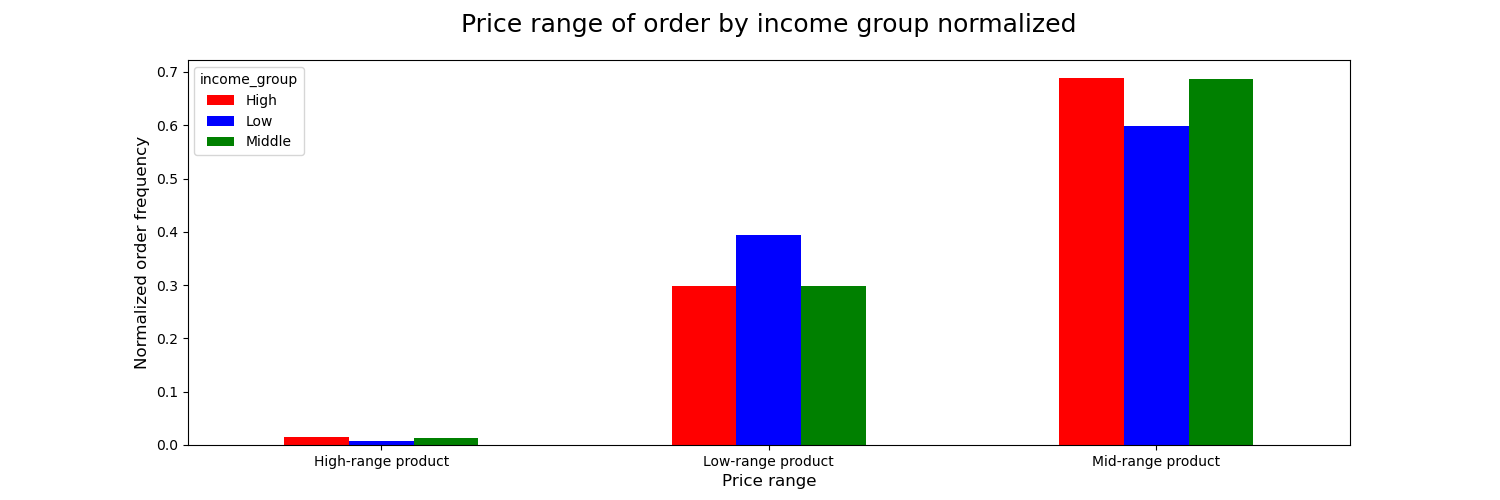 Price range of order by income group normalized
income_group
High
Low
Middle
Normalized order frequency
0.7
0.6
0.5
0.4
0.3
0.2
0.1
0.0
High-range product
Low-range product
Mid-range product
Price range